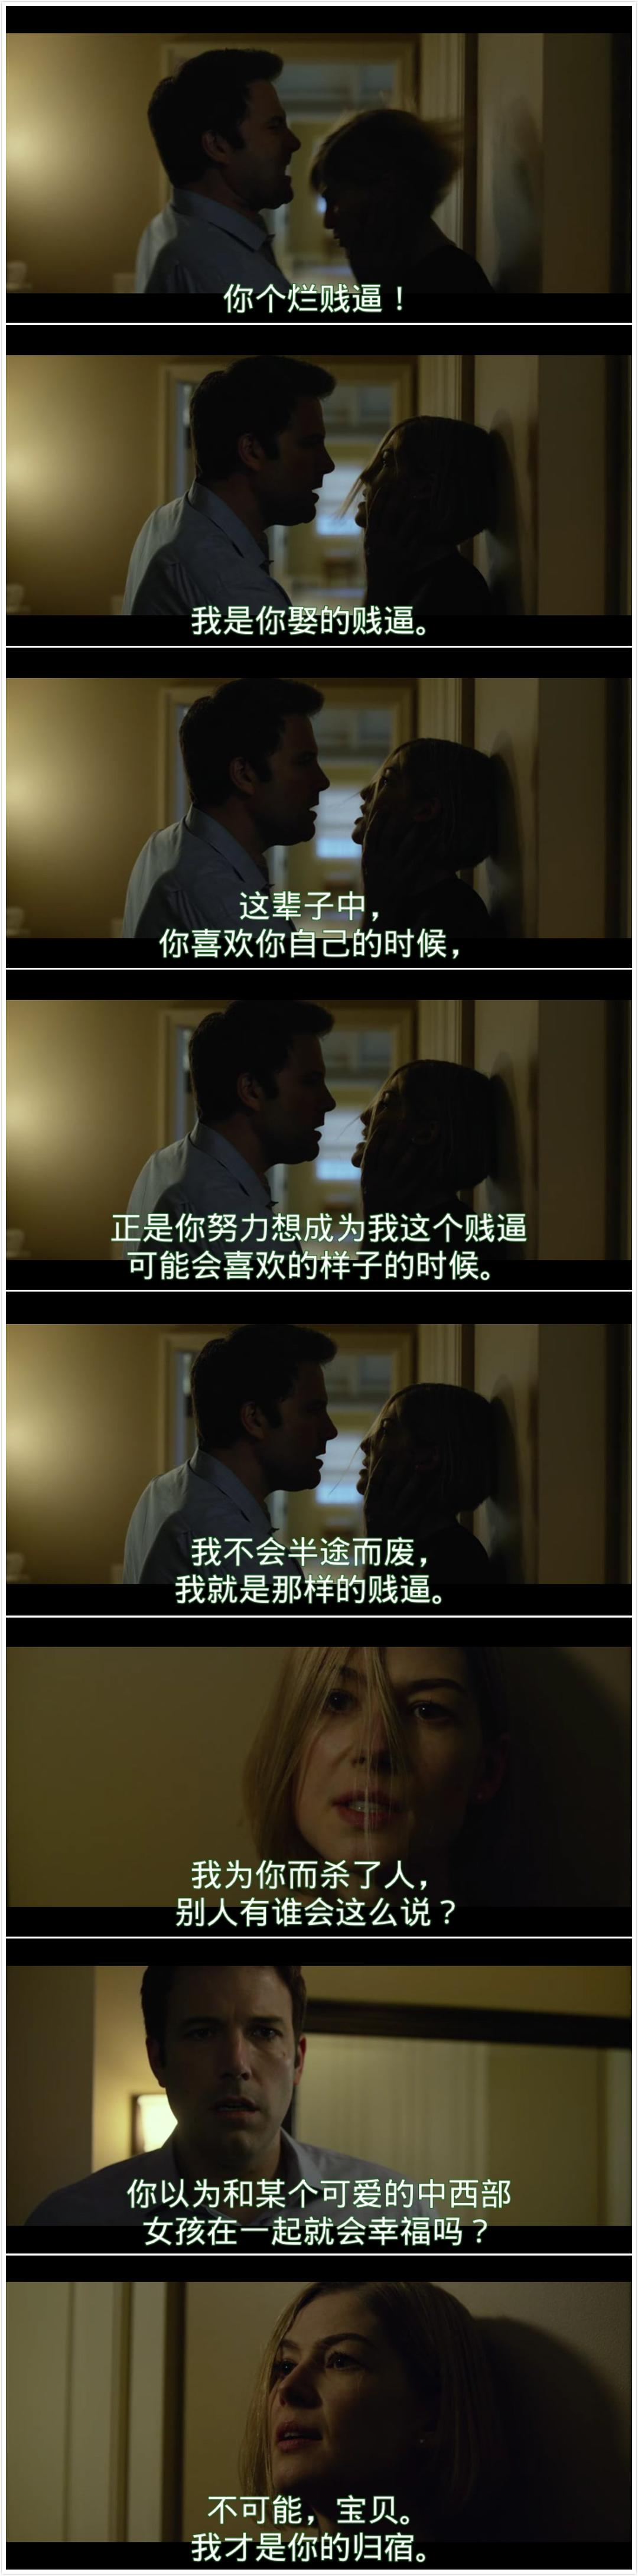 你个烂贱逼！
我是你娶的贱逼。
这辈子中，
你喜欢你自己的时候，
正是你努力想成为我这个贱逼
可能会喜欢的样子的时候。
我不会半途而废，
我就是那样的贱逼。
我为你而杀了人，
别人有谁会这么说？
你以为和某个可爱的中西部
女孩在一起就会幸福吗？
不可能，宝贝。
我才是你的归宿。